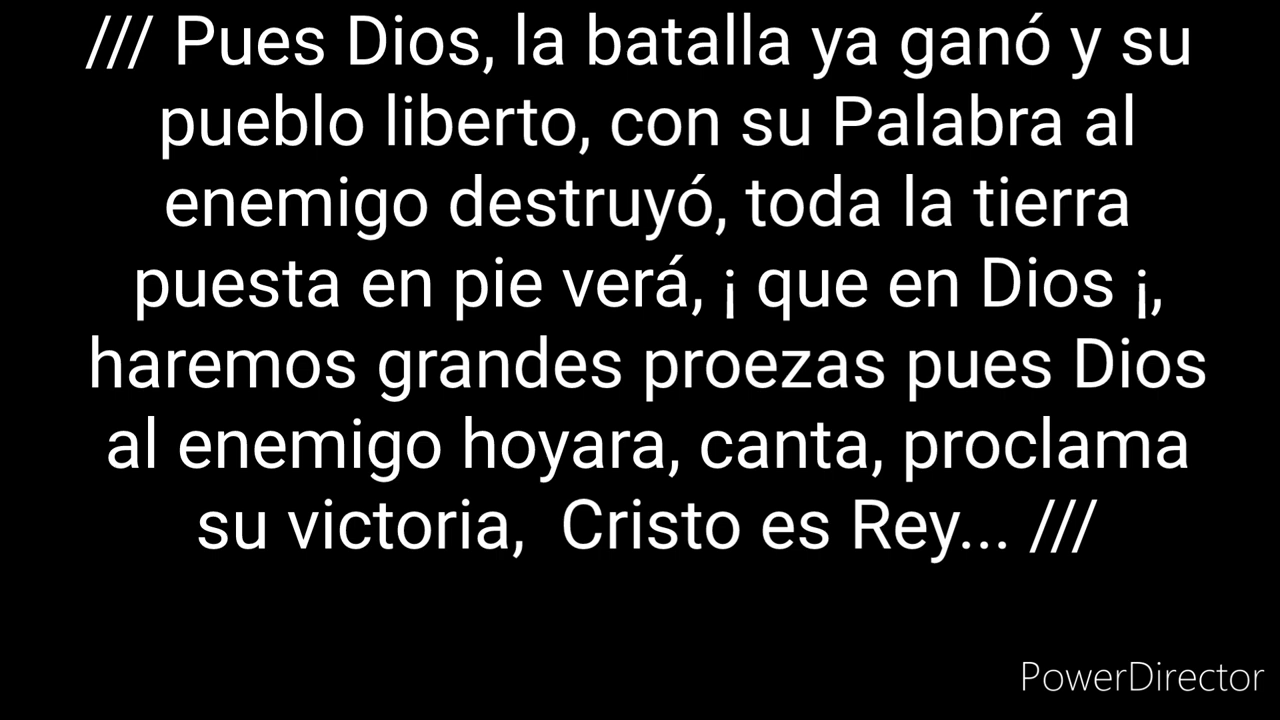 /// Pues Dios, la batalla ya ganó y su
pueblo liberto, con su Palabra al
enemigo destruyó, toda la tierra
puesta en pie verá, ¡ que en Dios ¡,
haremos grandes proezas pues Dios
al enemigo hoyara, canta, proclama
su victoria,  Cristo es Rey... ///
PowerDirector